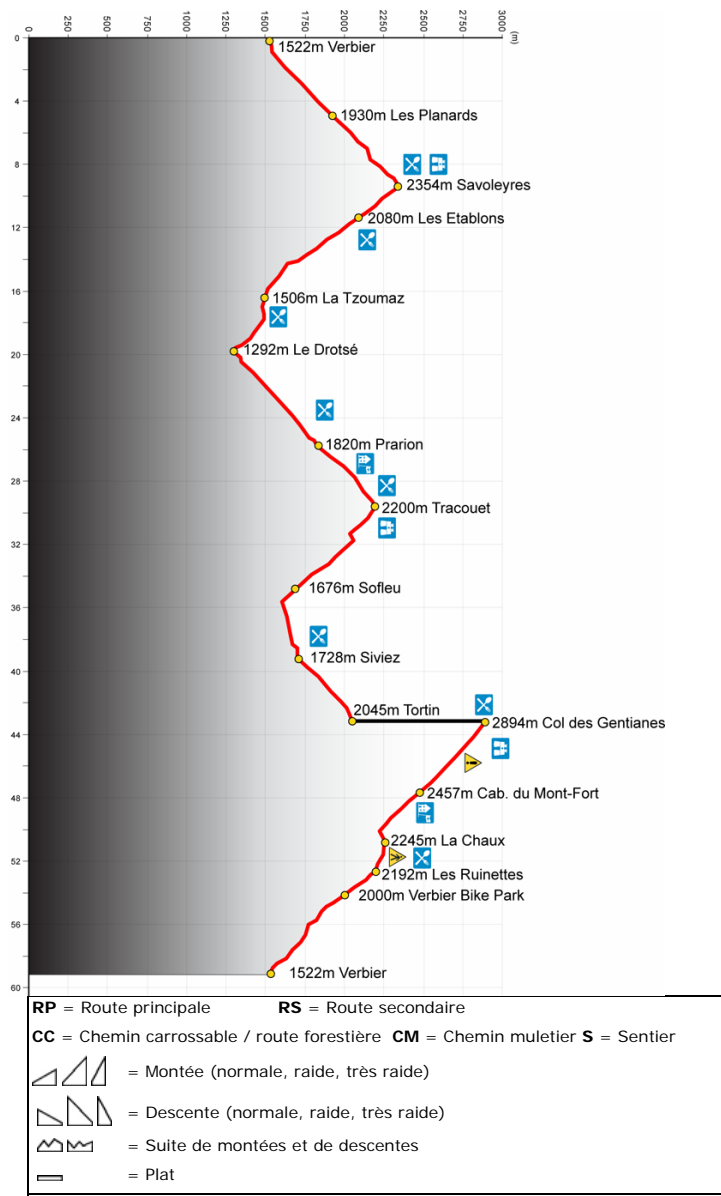 0 250 500 750 1000 1250 1500 1750 2000 2250 2500 2750 3000 (m)
0
1522m Verbier
4
1930m Les Planards
8
2354m Savoleyres
2080m Les Etablons
12
16
1506m La Tzoumaz
1292m Le Drotsé
20
24
1820m Prarion
28
2200m Tracouet
32
1676m Sofleu
36
1728m Siviez
40
2045m Tortin
2894m Col des Gentianes
44
2457m Cab. du Mont-Fort
48
2245m La Chaux
52
2192m Les Ruinettes
2000m Verbier Bike Park
56
1522m Verbier
60
RP = Route principale RS = Route secondaire
CC = Chemin carrossable / route forestière CM = Chemin muletier S = Sentier
= Montée (normale, raide, très raide)
= Descente (normale, raide, très raide)
= Suite de montées et de descentes
= Plat